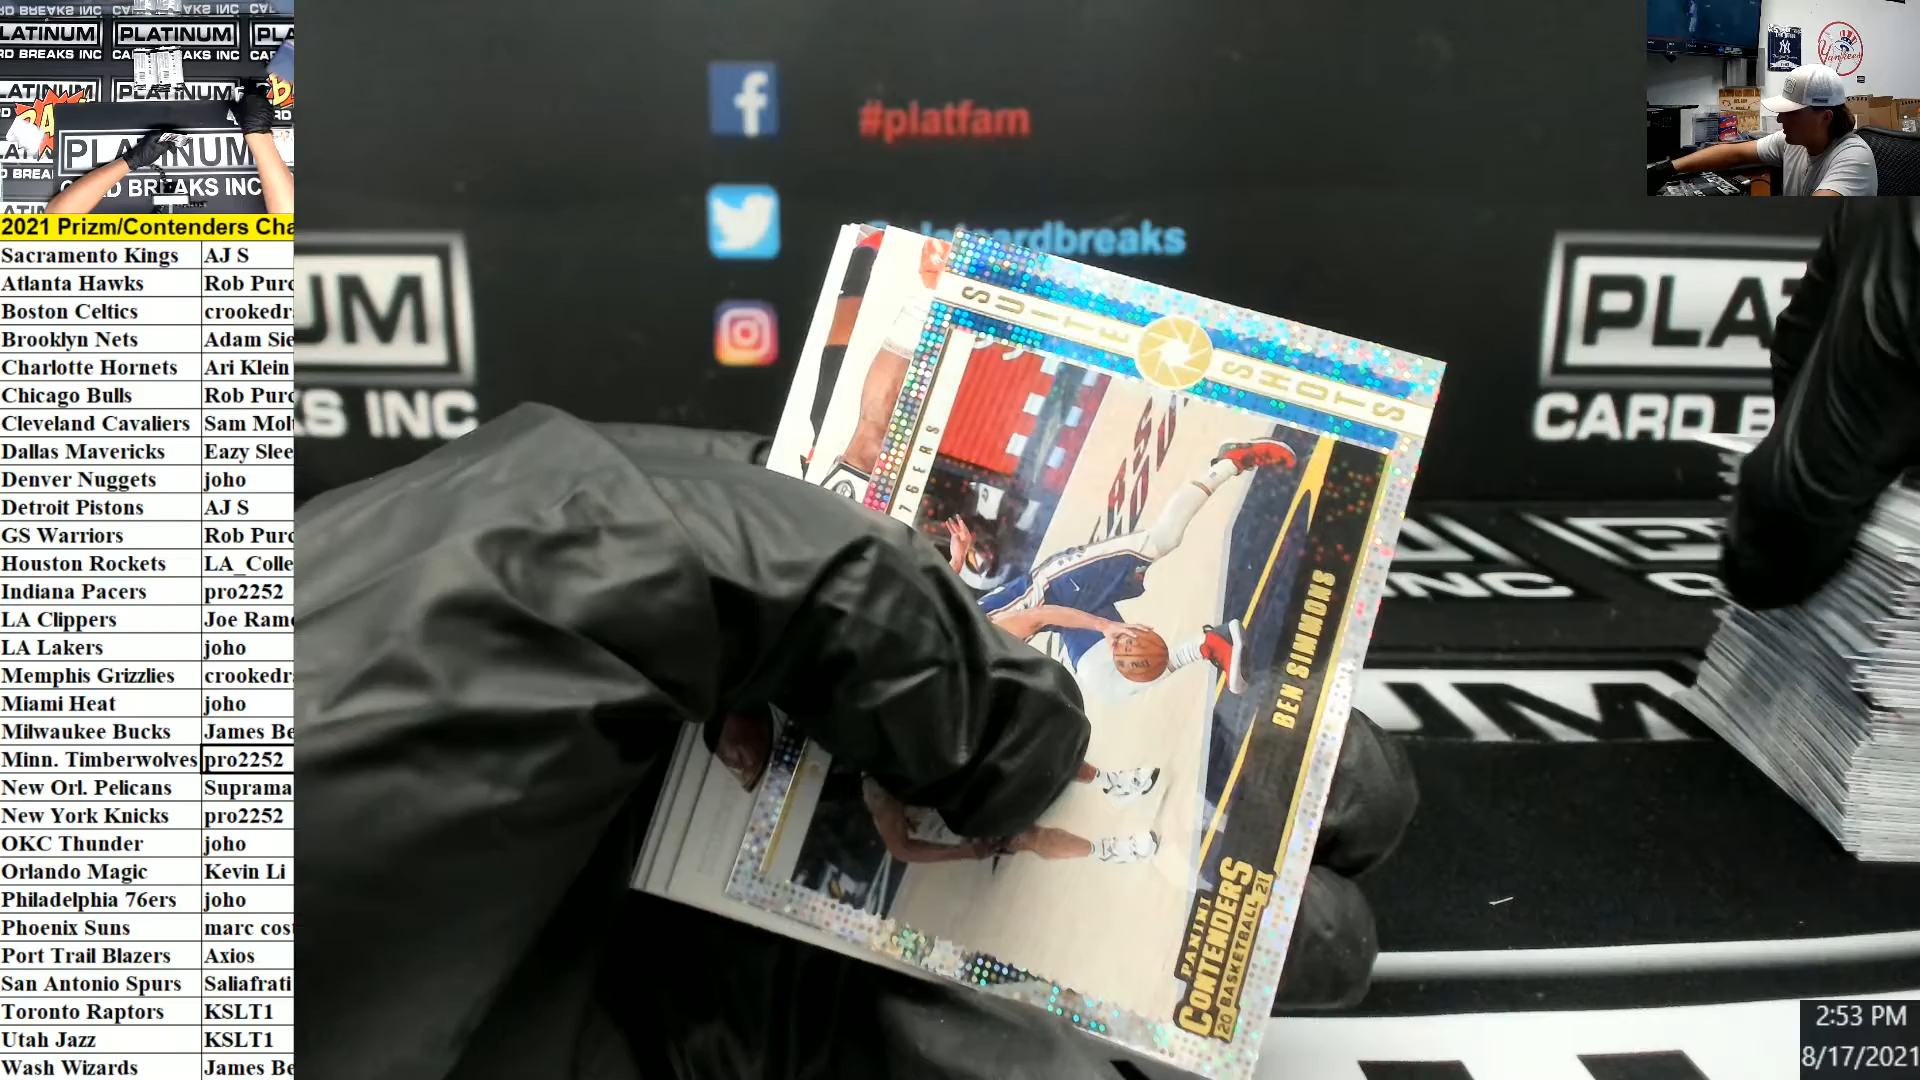 PLATINUM
CARD BREAKS INC
PLATINUM
PLATINUM
CARD BREAKS INC
2021 Prizm/Contenders Cha
Sacramento Kings AJ S
Atlanta Hawks Rob Purc
Boston Celtics crookedr
Brooklyn Nets Adam Sie
Charlotte Hornets Ari Klein
Chicago Bulls Rob Purc
Cleveland Cavaliers Sam Molt
Dallas Mavericks Eazy Slee
Denver Nuggets joho
Detroit Pistons AJ S
GS Warriors Rob Purc
Houston Rockets LA_Colle
Indiana Pacers pro2252
LA Clippers Joe Ramo
LA Lakers joho
Memphis Grizzlies crookedr
Miami Heat joho
Milwaukee Bucks James Be
Minn. Timberwolves pro2252
New Orl. Pelicans Suprama
New York Knicks pro2252
OKC Thunder joho
Orlando Magic Kevin Li
Philadelphia 76ers joho
Phoenix Suns marc cost
Port Trail Blazers Axios
San Antonio Spurs Saliafrati
Toronto Raptors KSLT1
Utah Jazz KSLT1
Wash Wizards James Be
#platfam
UM
S INC
PLA
CARD B
SUITE SHOTS
76ERS
BEN SIMMONS
PANINI
CONTENDERS
20 BASKETBALL 21
Yankees
2:53 PM
8/17/2021